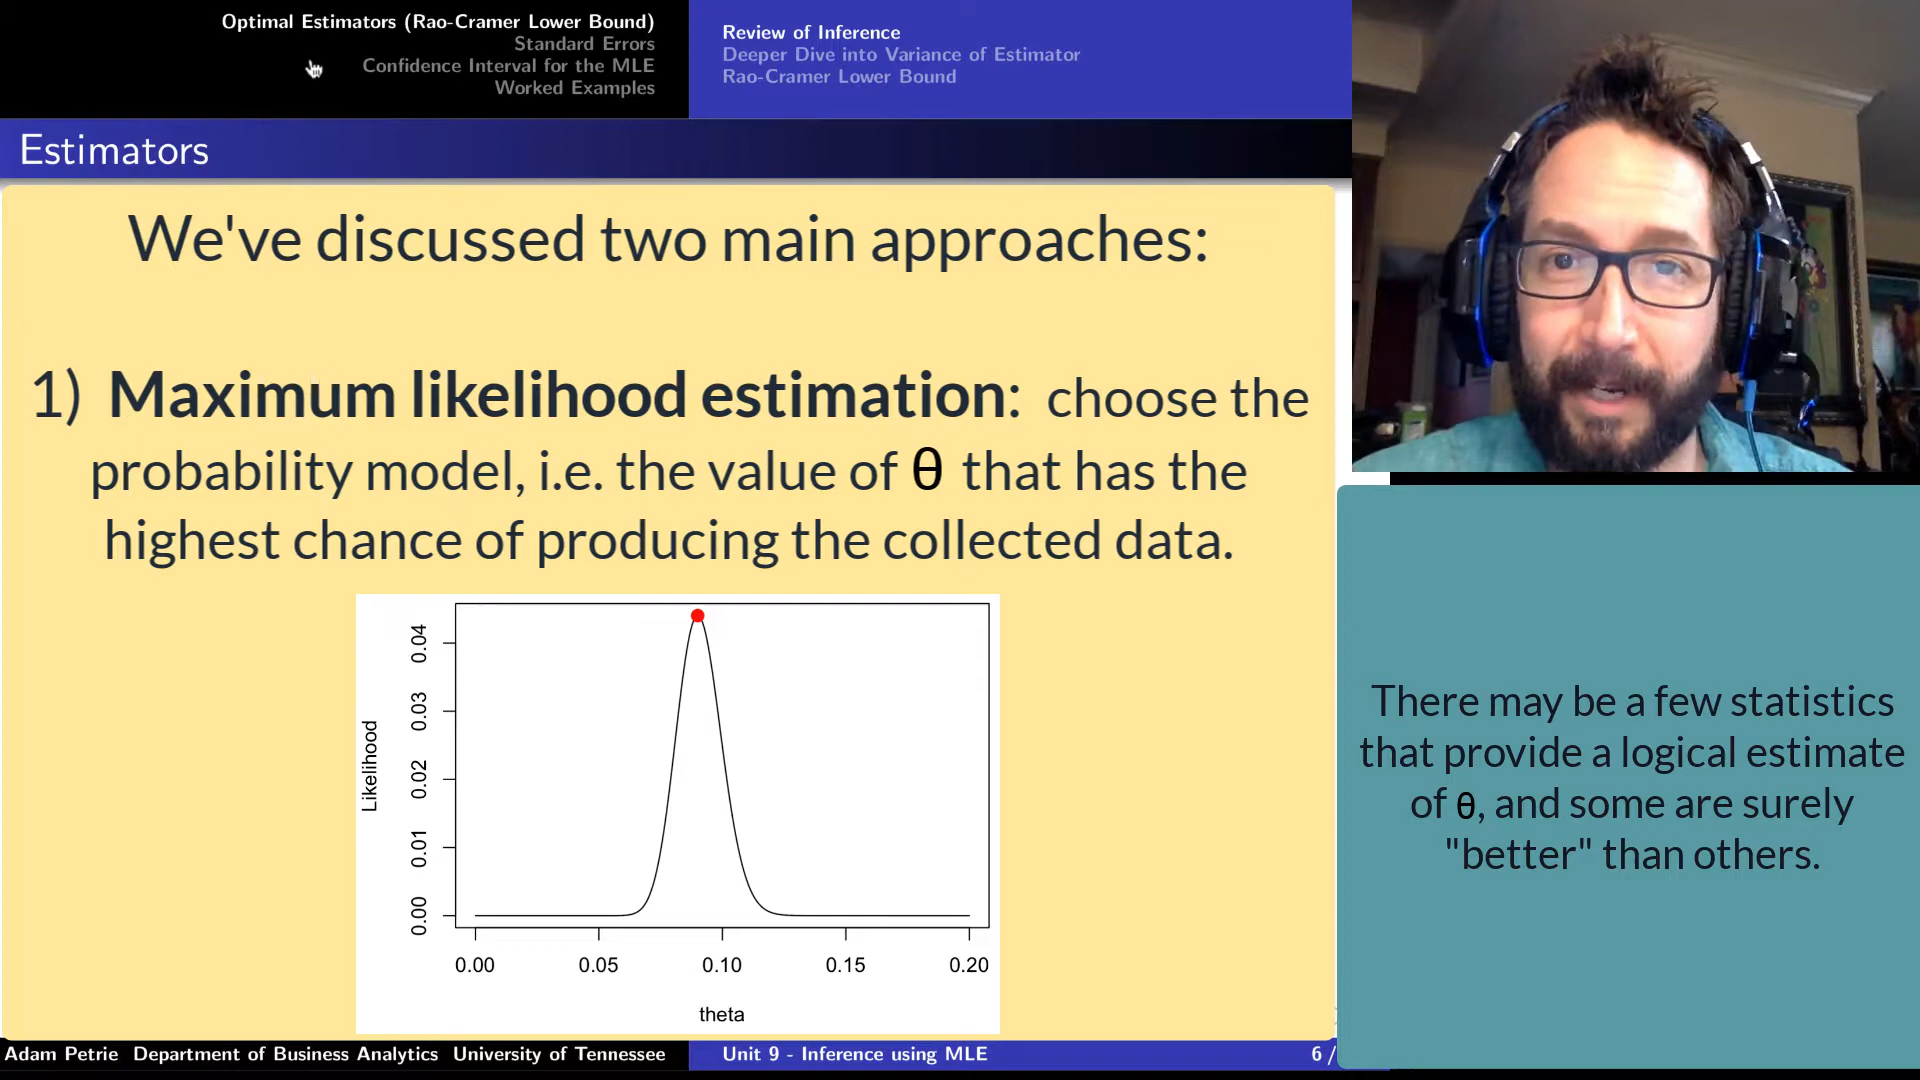 Optimal Estimators (Rao-Cramer Lower Bound)
Standard Errors
Confidence Interval for the MLE
Worked Examples
Review of Inference
Deeper Dive into Variance of Estimator
Rao-Cramer Lower Bound
Estimators
We've discussed two main approaches:
1) Maximum likelihood estimation: choose the
probability model, i.e. the value of θ that has the
highest chance of producing the collected data.
Likelihood
0.04
0.03
0.02
0.01
0.00
0.00 0.05 0.10 0.15 0.20
theta
There may be a few statistics
that provide a logical estimate
of θ, and some are surely
"better" than others.
Adam Petrie Department of Business Analytics University of Tennessee
Unit 9 - Inference using MLE
6 /